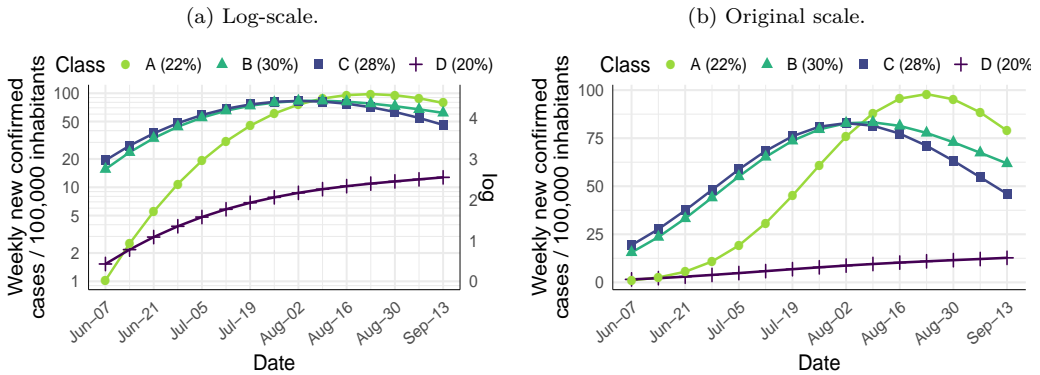 (a) Log-scale.
Class A (22%) B (30%) C (28%) D (20%)
Weekly new confirmed
cases / 100,000 inhabitants
100
50
20
10
5
2
1
4
3
2
1
0
log
Jun−07
Jun−21
Jul−05
Jul−19
Aug−02
Aug−16
Aug−30
Sep−13
Date
(b) Original scale.
Class A (22%) B (30%) C (28%) D (20%
Weekly new confirmed
cases / 100,000 inhabitants
100
75
50
25
0
Jun−07
Jun−21
Jul−05
Jul−19
Aug−02
Aug−16
Aug−30
Sep−13
Date